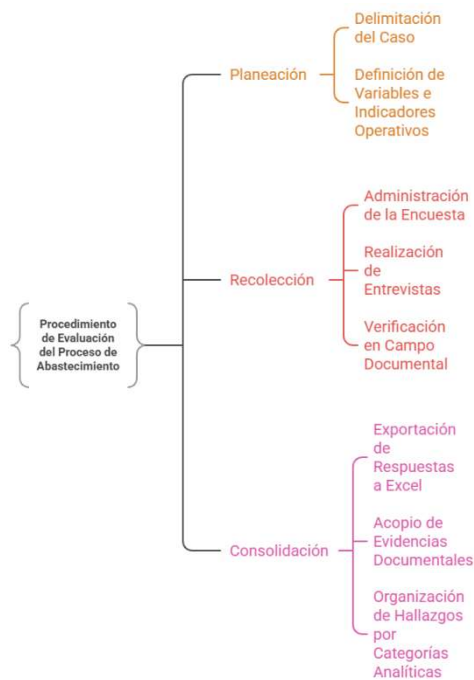 Procedimiento
de Evaluación
del Proceso de
Abastecimiento
Planeación
Delimitación
del Caso
Definición de
Variables e
Indicadores
Operativos
Recolección
Administración
de la Encuesta
Realización
de
Entrevistas
Verificación
en Campo
Documental
Consolidación
Exportación
de
Respuestas
a Excel
Acopio de
Evidencias
Documentales
Organización
de Hallazgos
por
Categorías
Analíticas